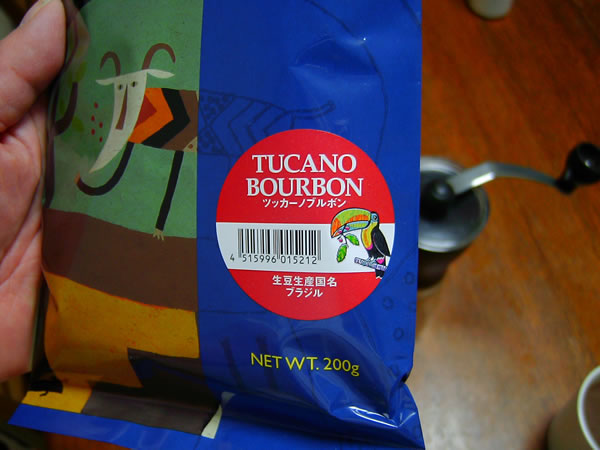 TUCANO
BOURBON
ツッカーノブルボン
4 515996 015212
生豆生産国名
ブラジル
NET WT. 200g